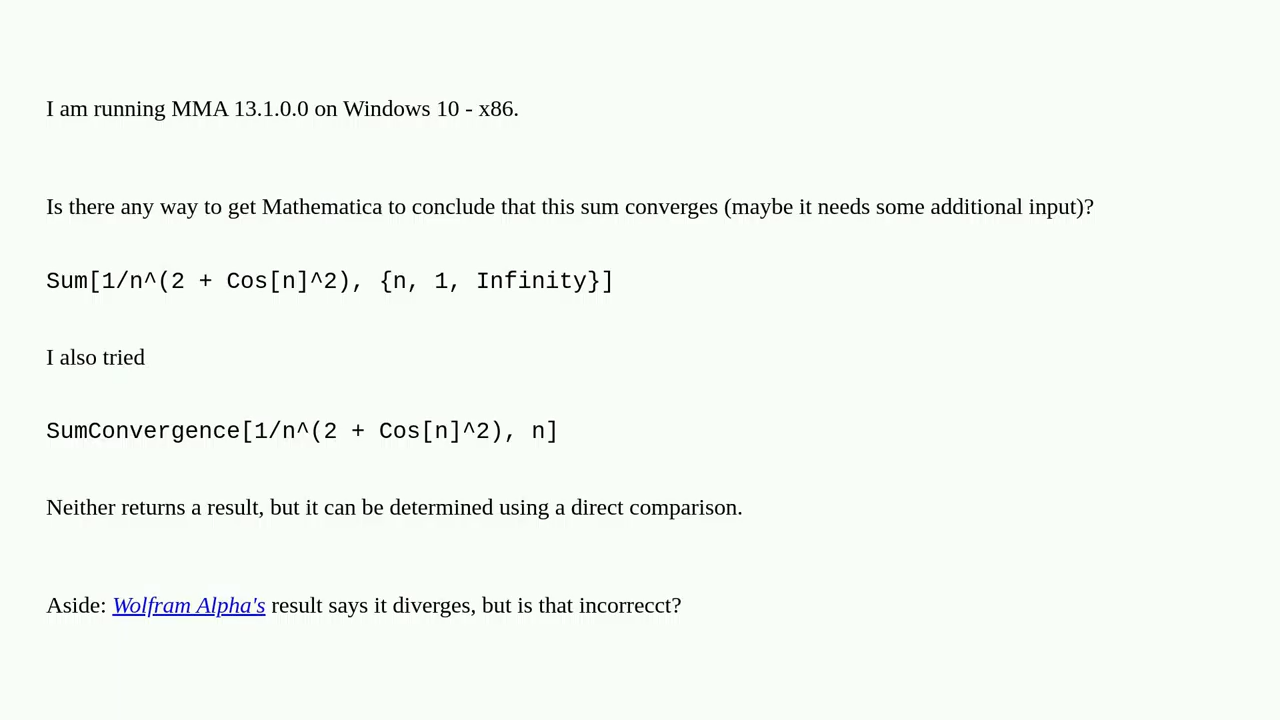 I am running MMA 13.1.0.0 on Windows 10 - x86.
Is there any way to get Mathematica to conclude that this sum converges (maybe it needs some additional input)?
Sum[1/n^(2 + Cos[n]^2), {n, 1, Infinity}]
I also tried
SumConvergence[1/n^(2 + Cos[n]^2), n]
Neither returns a result, but it can be determined using a direct comparison.
Aside: Wolfram Alpha's result says it diverges, but is that incorrecct?